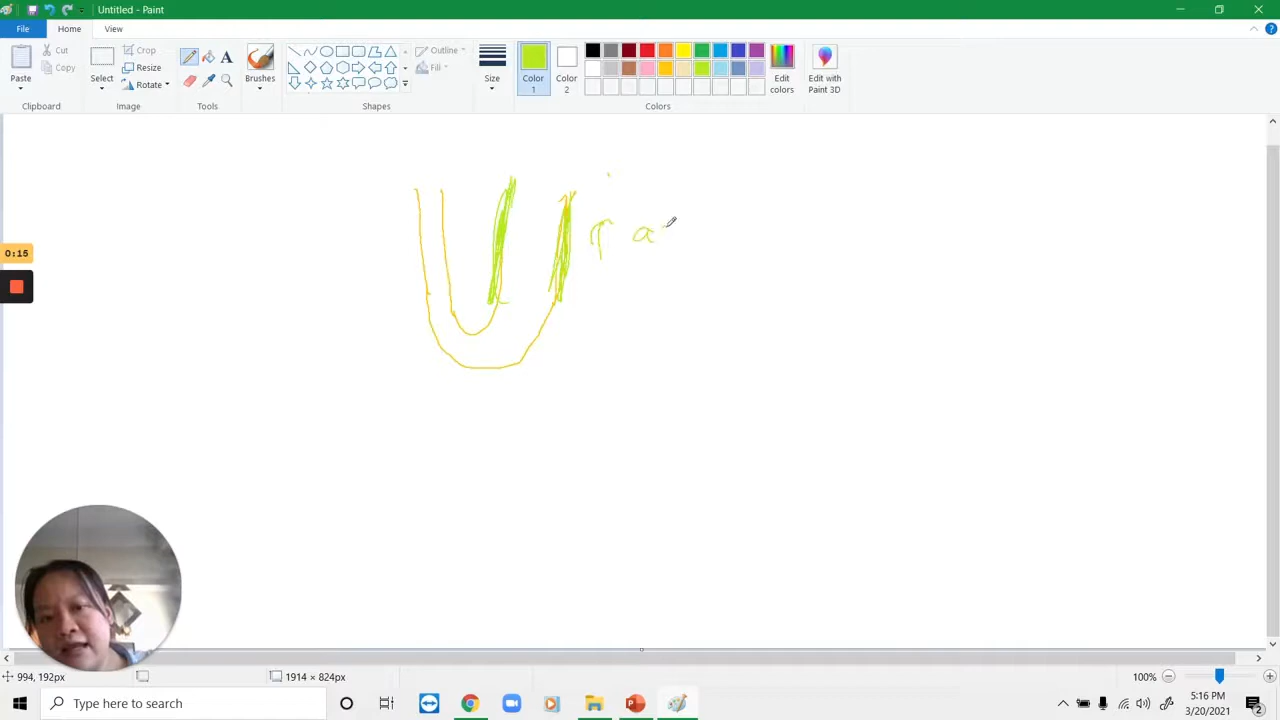 Untitled - Paint
File
Home
View
Paste
Cut
Copy
Clipboard
Select
Crop
Resize
Rotate
Image
Tools
Brushes
Shapes
Outline
Fill
Size
Color 1
Color 2
Edit colors
Colors
Edit with Paint 3D
0:15
a
994, 192px
1914 × 824px
100%
Type here to search
5:16 PM
3/20/2021
2